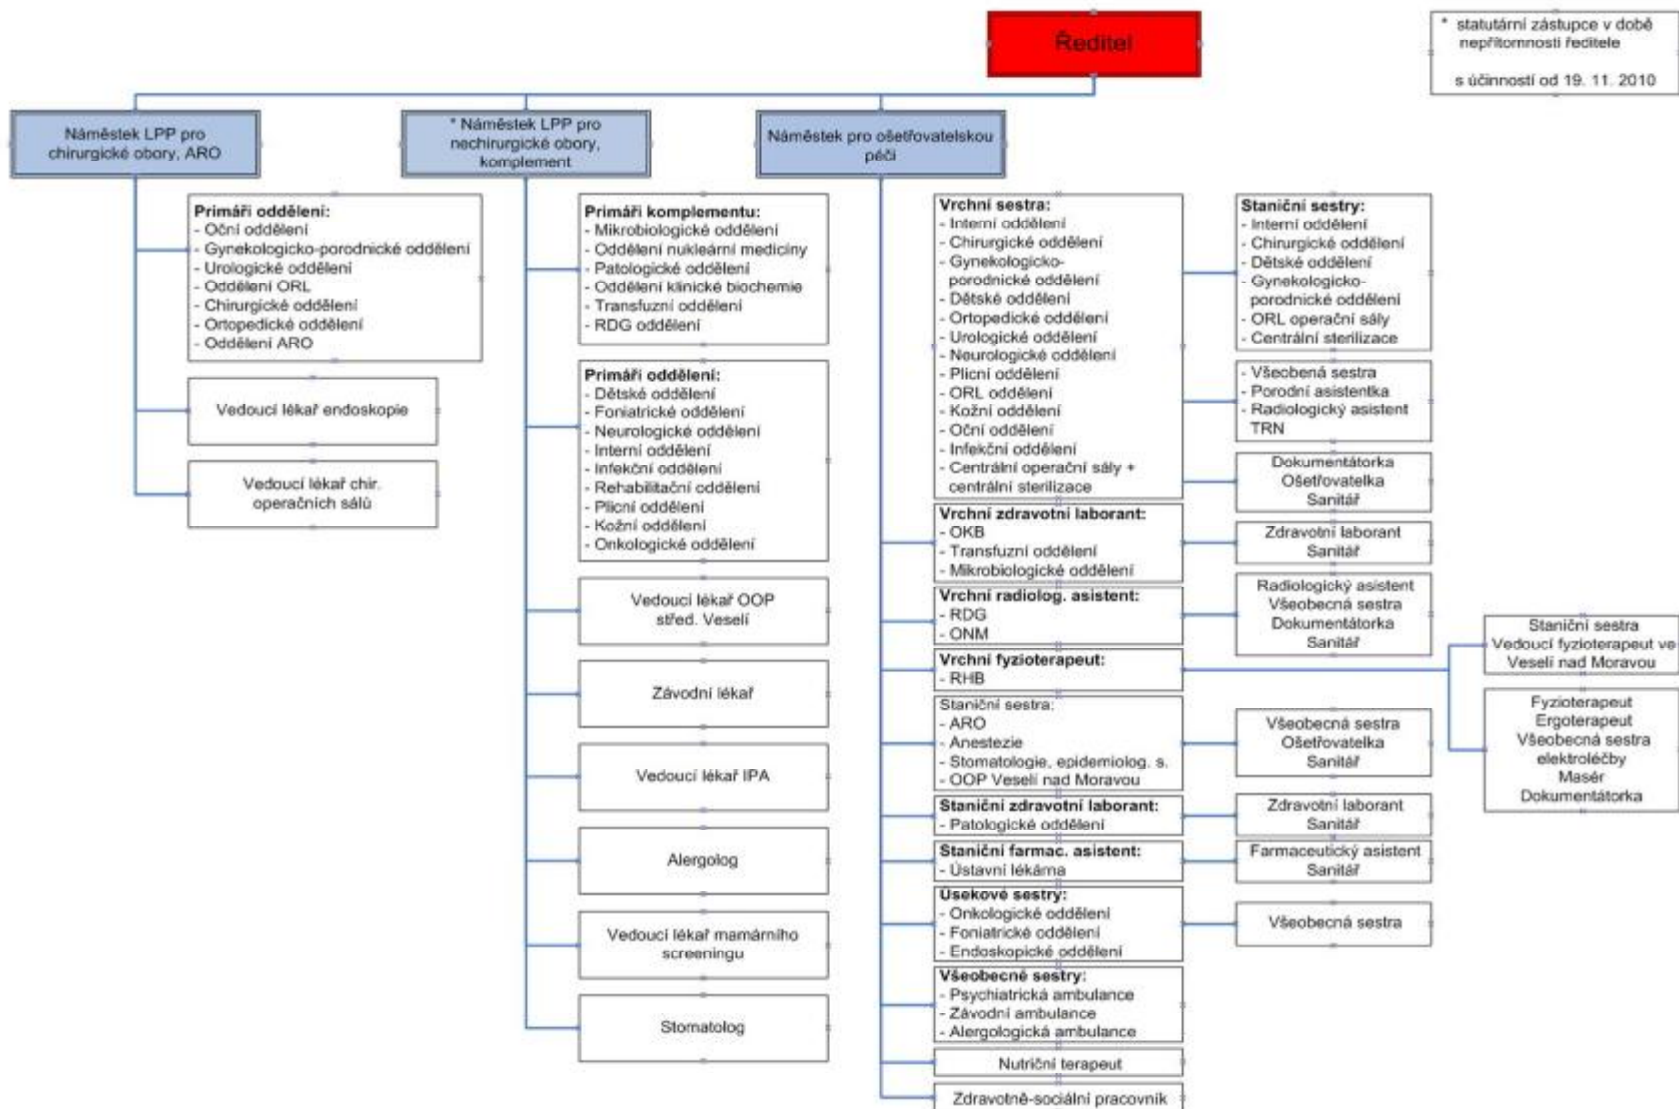 Ředitel
* statutární zástupce v době
nepřítomnosti ředitele
s účinností od 19. 11. 2010
Náměstek LPP pro
chirurgické obory, ARO
* Náměstek LPP pro
nechirurgické obory,
komplement
Náměstek pro ošetřovatelskou
péči
Primáři oddělení:
- Oční oddělení
- Gynekologicko-porodnické oddělení
- Urologické oddělení
- Oddělení ORL
- Chirurgické oddělení
- Ortopedické oddělení
- Oddělení ARO
Vedoucí lékař endoskopie
Vedoucí lékař chir.
operačních sálů
Primáři komplementu:
- Mikrobiologické oddělení
- Oddělení nukleární medicíny
- Patologické oddělení
- Oddělení klinické biochemie
- Transfuzní oddělení
- RDG oddělení
Primáři oddělení:
- Dětské oddělení
- Foniatrické oddělení
- Neurologické oddělení
- Interní oddělení
- Infekční oddělení
- Rehabilitační oddělení
- Plicní oddělení
- Kožní oddělení
- Onkologické oddělení
Vedoucí lékař OOP
střed. Veselí
Závodní lékař
Vedoucí lékař IPA
Alergolog
Vedoucí lékař mamárního
screeningu
Stomatolog
Vrchní sestra:
- Interní oddělení
- Chirurgické oddělení
- Gynekologicko-
porodnické oddělení
- Dětské oddělení
- Ortopedické oddělení
- Urologické oddělení
- Neurologické oddělení
- Plicní oddělení
- ORL oddělení
- Kožní oddělení
- Oční oddělení
- Infekční oddělení
- Centrální operační sály +
centrální sterilizace
Vrchní zdravotní laborant:
- OKB
- Transfuzní oddělení
- Mikrobiologické oddělení
Vrchní radiolog. asistent:
- RDG
- ONM
Vrchní fyzioterapeut:
- RHB
Staniční sestra:
- ARO
- Anestezie
- Stomatologie, epidemiolog. s.
- OOP Veselí nad Moravou
Staniční zdravotní laborant:
- Patologické oddělení
Staniční farmac. asistent:
- Ústavní lékárna
Úsekové sestry:
- Onkologické oddělení
- Foniatrické oddělení
- Endoskopické oddělení
Všeobecné sestry:
- Psychiatrická ambulance
- Závodní ambulance
- Alergologická ambulance
Nutriční terapeut
Zdravotně-sociální pracovník
Staniční sestry:
- Interní oddělení
- Chirurgické oddělení
- Dětské oddělení
- Gynekologicko-
porodnické oddělení
- ORL operační sály
- Centrální sterilizace
- Všeobená sestra
- Porodní asistentka
- Radiologický asistent
TRN
Dokumentátorka
Ošetřovatelka
Sanitář
Zdravotní laborant
Sanitář
Radiologický asistent
Všeobecná sestra
Dokumentátorka
Sanitář
Všeobecná sestra
Ošetřovatelka
Sanitář
Zdravotní laborant
Sanitář
Farmaceutický asistent
Sanitář
Všeobecná sestra
Staniční sestra
Vedoucí fyzioterapeut ve
Veselí nad Moravou
Fyzioterapeut
Ergoterapeut
Všeobecná sestra
elektroléčby
Masér
Dokumentátorka